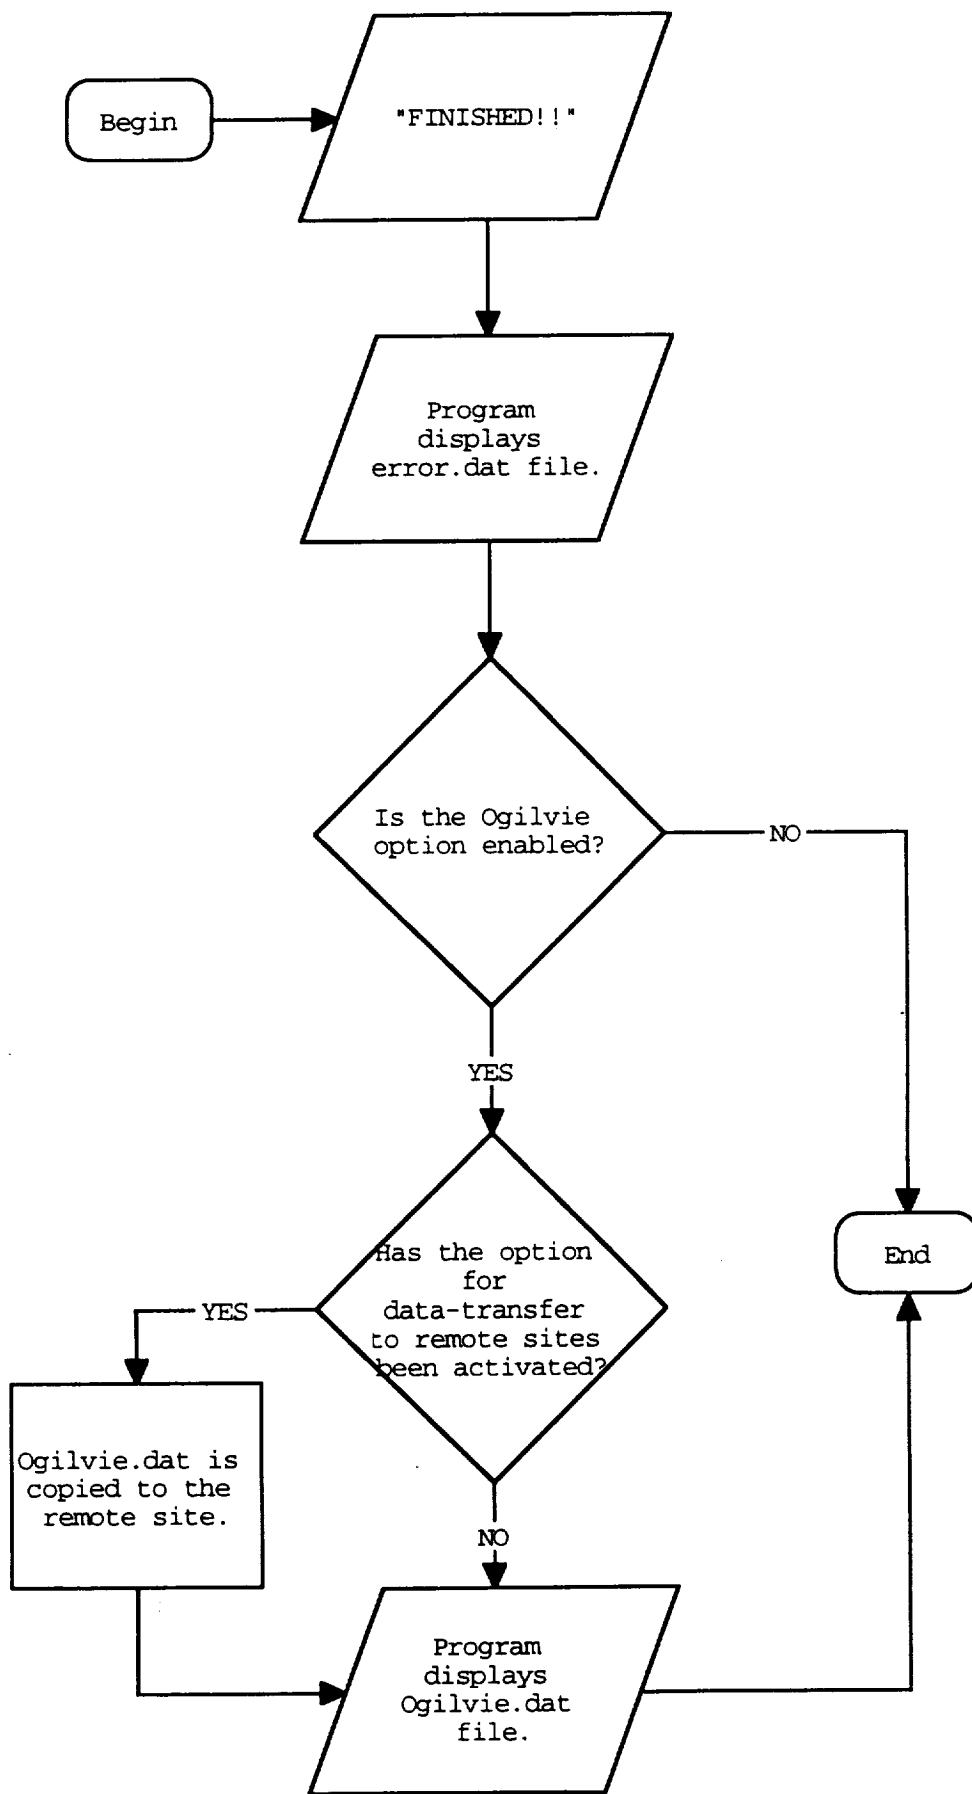 Begin
"FINISHED!!"
Program
displays
error.dat file.
Is the Ogilvie
option enabled?
NO
YES
Has the option
for
data-transfer
to remote sites
been activated?
YES
End
Ogilvie.dat is
copied to the
remote site.
NO
Program
displays
Ogilvie.dat
file.